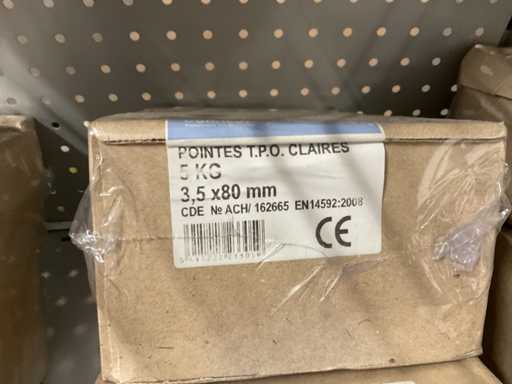 POINTES T.P.O. CLAIRES
5 KG
3,5 x80 mm
CDE № ACH/ 162665 EN14592:2008
CE